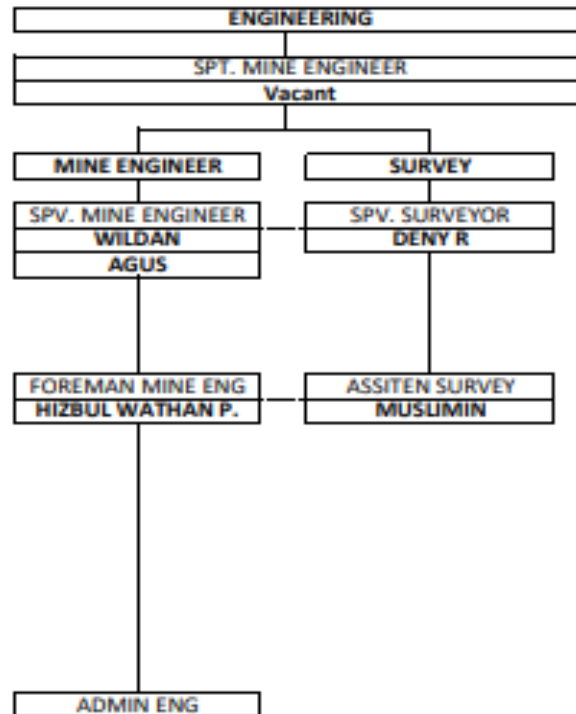 ENGINEERING
SPT. MINE ENGINEER
Vacant
MINE ENGINEER
SURVEY
SPV. MINE ENGINEER
WILDAN
AGUS
SPV. SURVEYOR
DENY R
FOREMAN MINE ENG
HIZBUL WATHAN P.
ASSITEN SURVEY
MUSLIMIN
ADMIN ENG